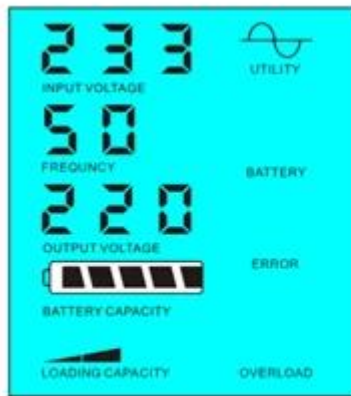 233
INPUT VOLTAGE
UTILITY
50
FREQUNCY
BATTERY
220
OUTPUT VOLTAGE
ERROR
BATTERY CAPACITY
LOADING CAPACITY
OVERLOAD